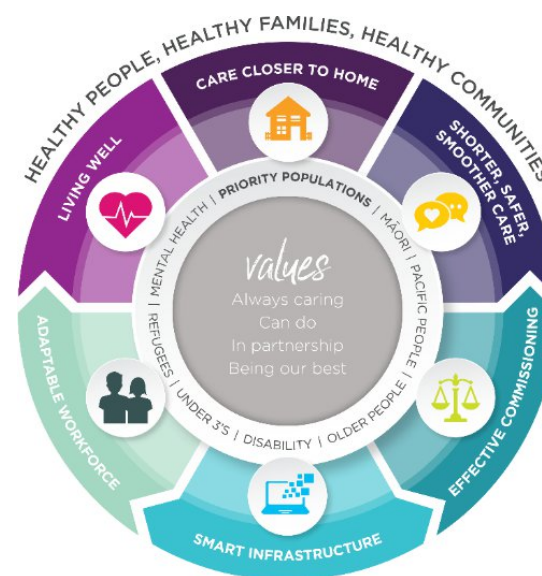 HEALTHY PEOPLE, HEALTHY FAMILIES, HEALTHY COMMUNITIES
CARE CLOSER TO HOME
SHORTER, SAFER,
SMOOTHER CARE
EFFECTIVE COMMISSIONING
SMART INFRASTRUCTURE
ADAPTABLE WORKFORCE
LIVING WELL
PRIORITY POPULATIONS | MĀORI | PACIFIC PEOPLE | OLDER PEOPLE | DISABILITY | UNDER 3'S | REFUGEES | MENTAL HEALTH |
values
Always caring
Can do
In partnership
Being our best